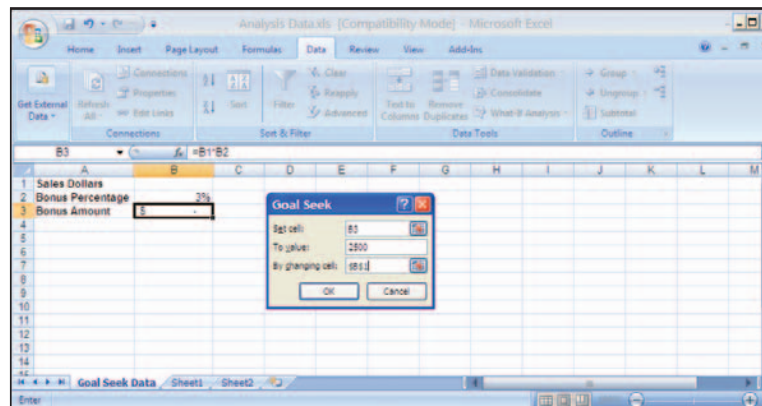 Analysis Data.xls [Compatibility Mode] Microsoft Excel
Home Insert Page Layout Formulas Data Review View Add-Ins
Get External Data
Refresh All
Connections
Properties
Edit Links
Sort
Filter
Clear
Reapply
Advanced
Text to Columns
Remove Duplicates
Data Validation
Consolidate
What-If Analysis
Group
Ungroup
Subtotal
Connections Sort & Filter Data Tools Outline
B3 fx =B1*B2
A B C D E F G H I J K L M
1 Sales Dollars
2 Bonus Percentage 3%
3 Bonus Amount $ -
4
5
6
7
8
9
10
11
12
13
14
15
Goal Seek
Set cell: B3
To value: 2500
By changing cell: $B$1
OK Cancel
Goal Seek Data Sheet1 Sheet2
Enter